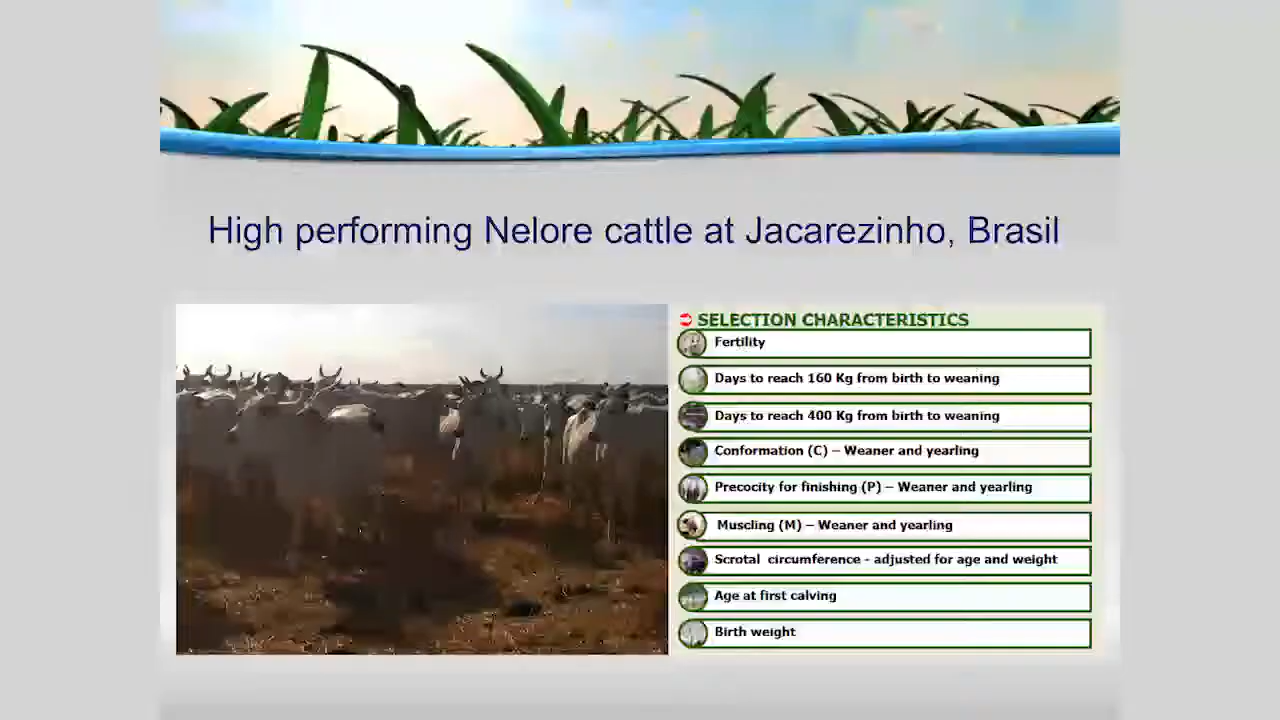 High performing Nelore cattle at Jacarezinho, Brasil
SELECTION CHARACTERISTICS
Fertility
Days to reach 160 Kg from birth to weaning
Days to reach 400 Kg from birth to weaning
Conformation (C) – Weaner and yearling
Precocity for finishing (P) – Weaner and yearling
Muscling (M) – Weaner and yearling
Scrotal circumference - adjusted for age and weight
Age at first calving
Birth weight